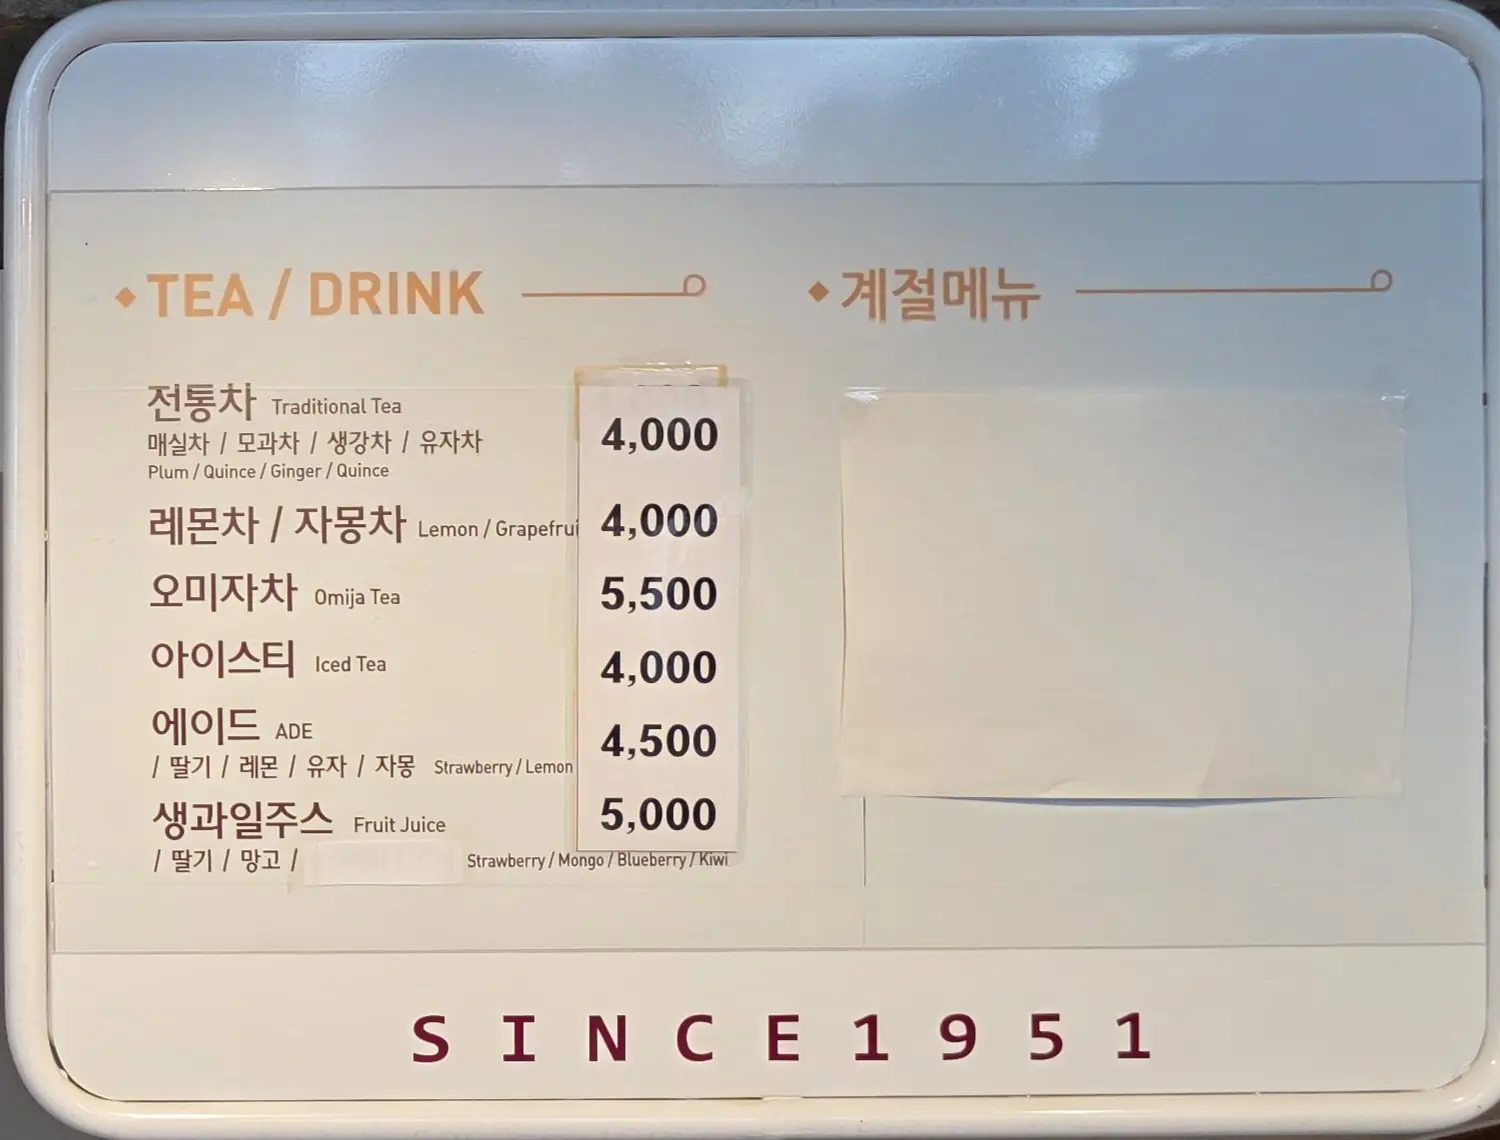 ◆TEA / DRINK
전통차 Traditional Tea 4,000
매실차 / 모과차 / 생강차 / 유자차
Plum / Quince / Ginger / Quince
레몬차 / 자몽차 Lemon / Grapefrui 4,000
오미자차 Omija Tea 5,500
아이스티 Iced Tea 4,000
에이드 ADE 4,500
/ 딸기 / 레몬 / 유자 / 자몽 Strawberry / Lemon
생과일주스 Fruit Juice 5,000
/ 딸기 / 망고 / Strawberry / Mongo / Blueberry / Kiwi
◆계절메뉴
SINCE1951